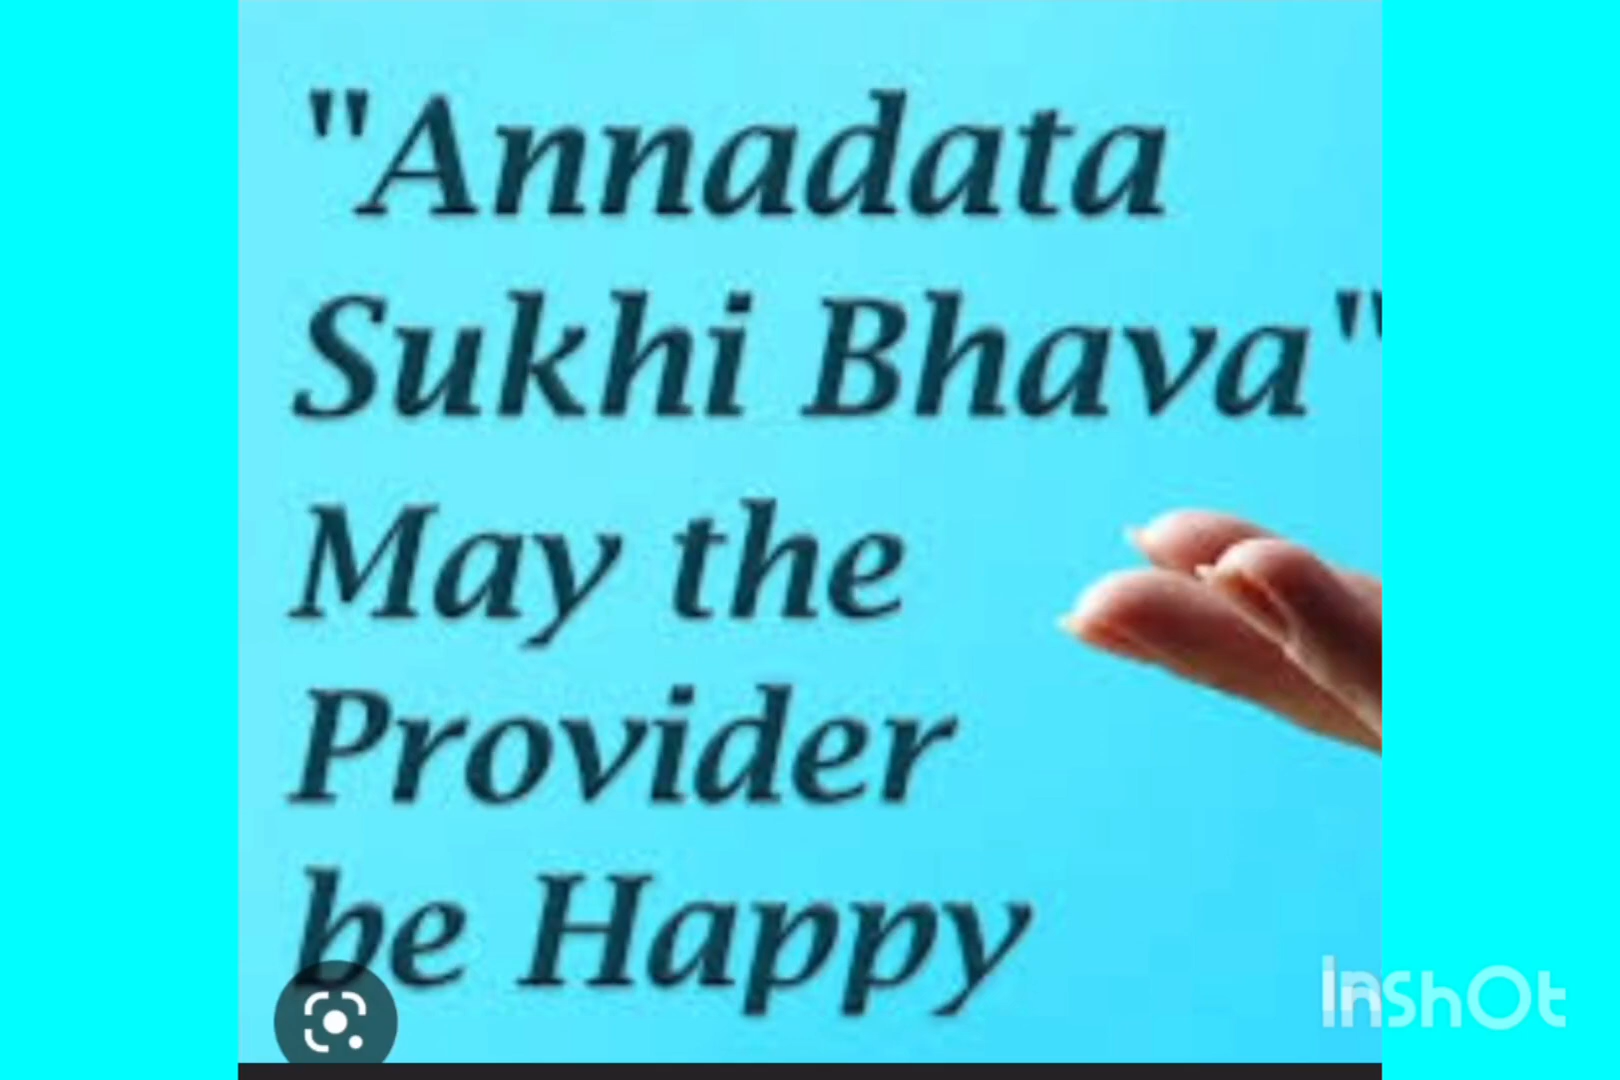 "Annadata
Sukhi Bhava"
May the
Provider
be Happy
InShOt